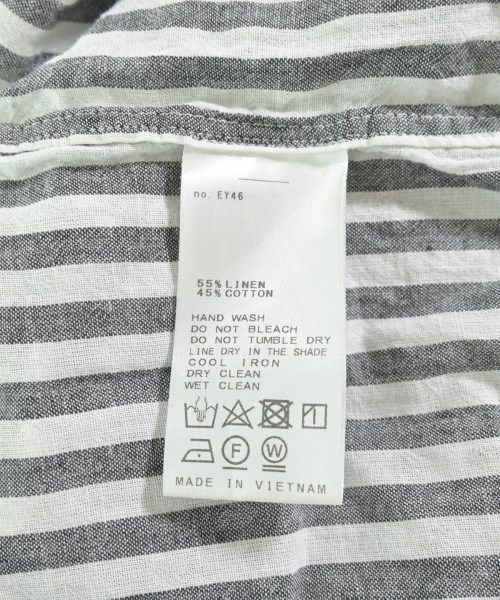 no. EY46
55% LINEN
45% COTTON
HAND WASH
DO NOT BLEACH
DO NOT TUMBLE DRY
LINE DRY IN THE SHADE
COOL IRON
DRY CLEAN
WET CLEAN
F W
MADE IN VIETNAM